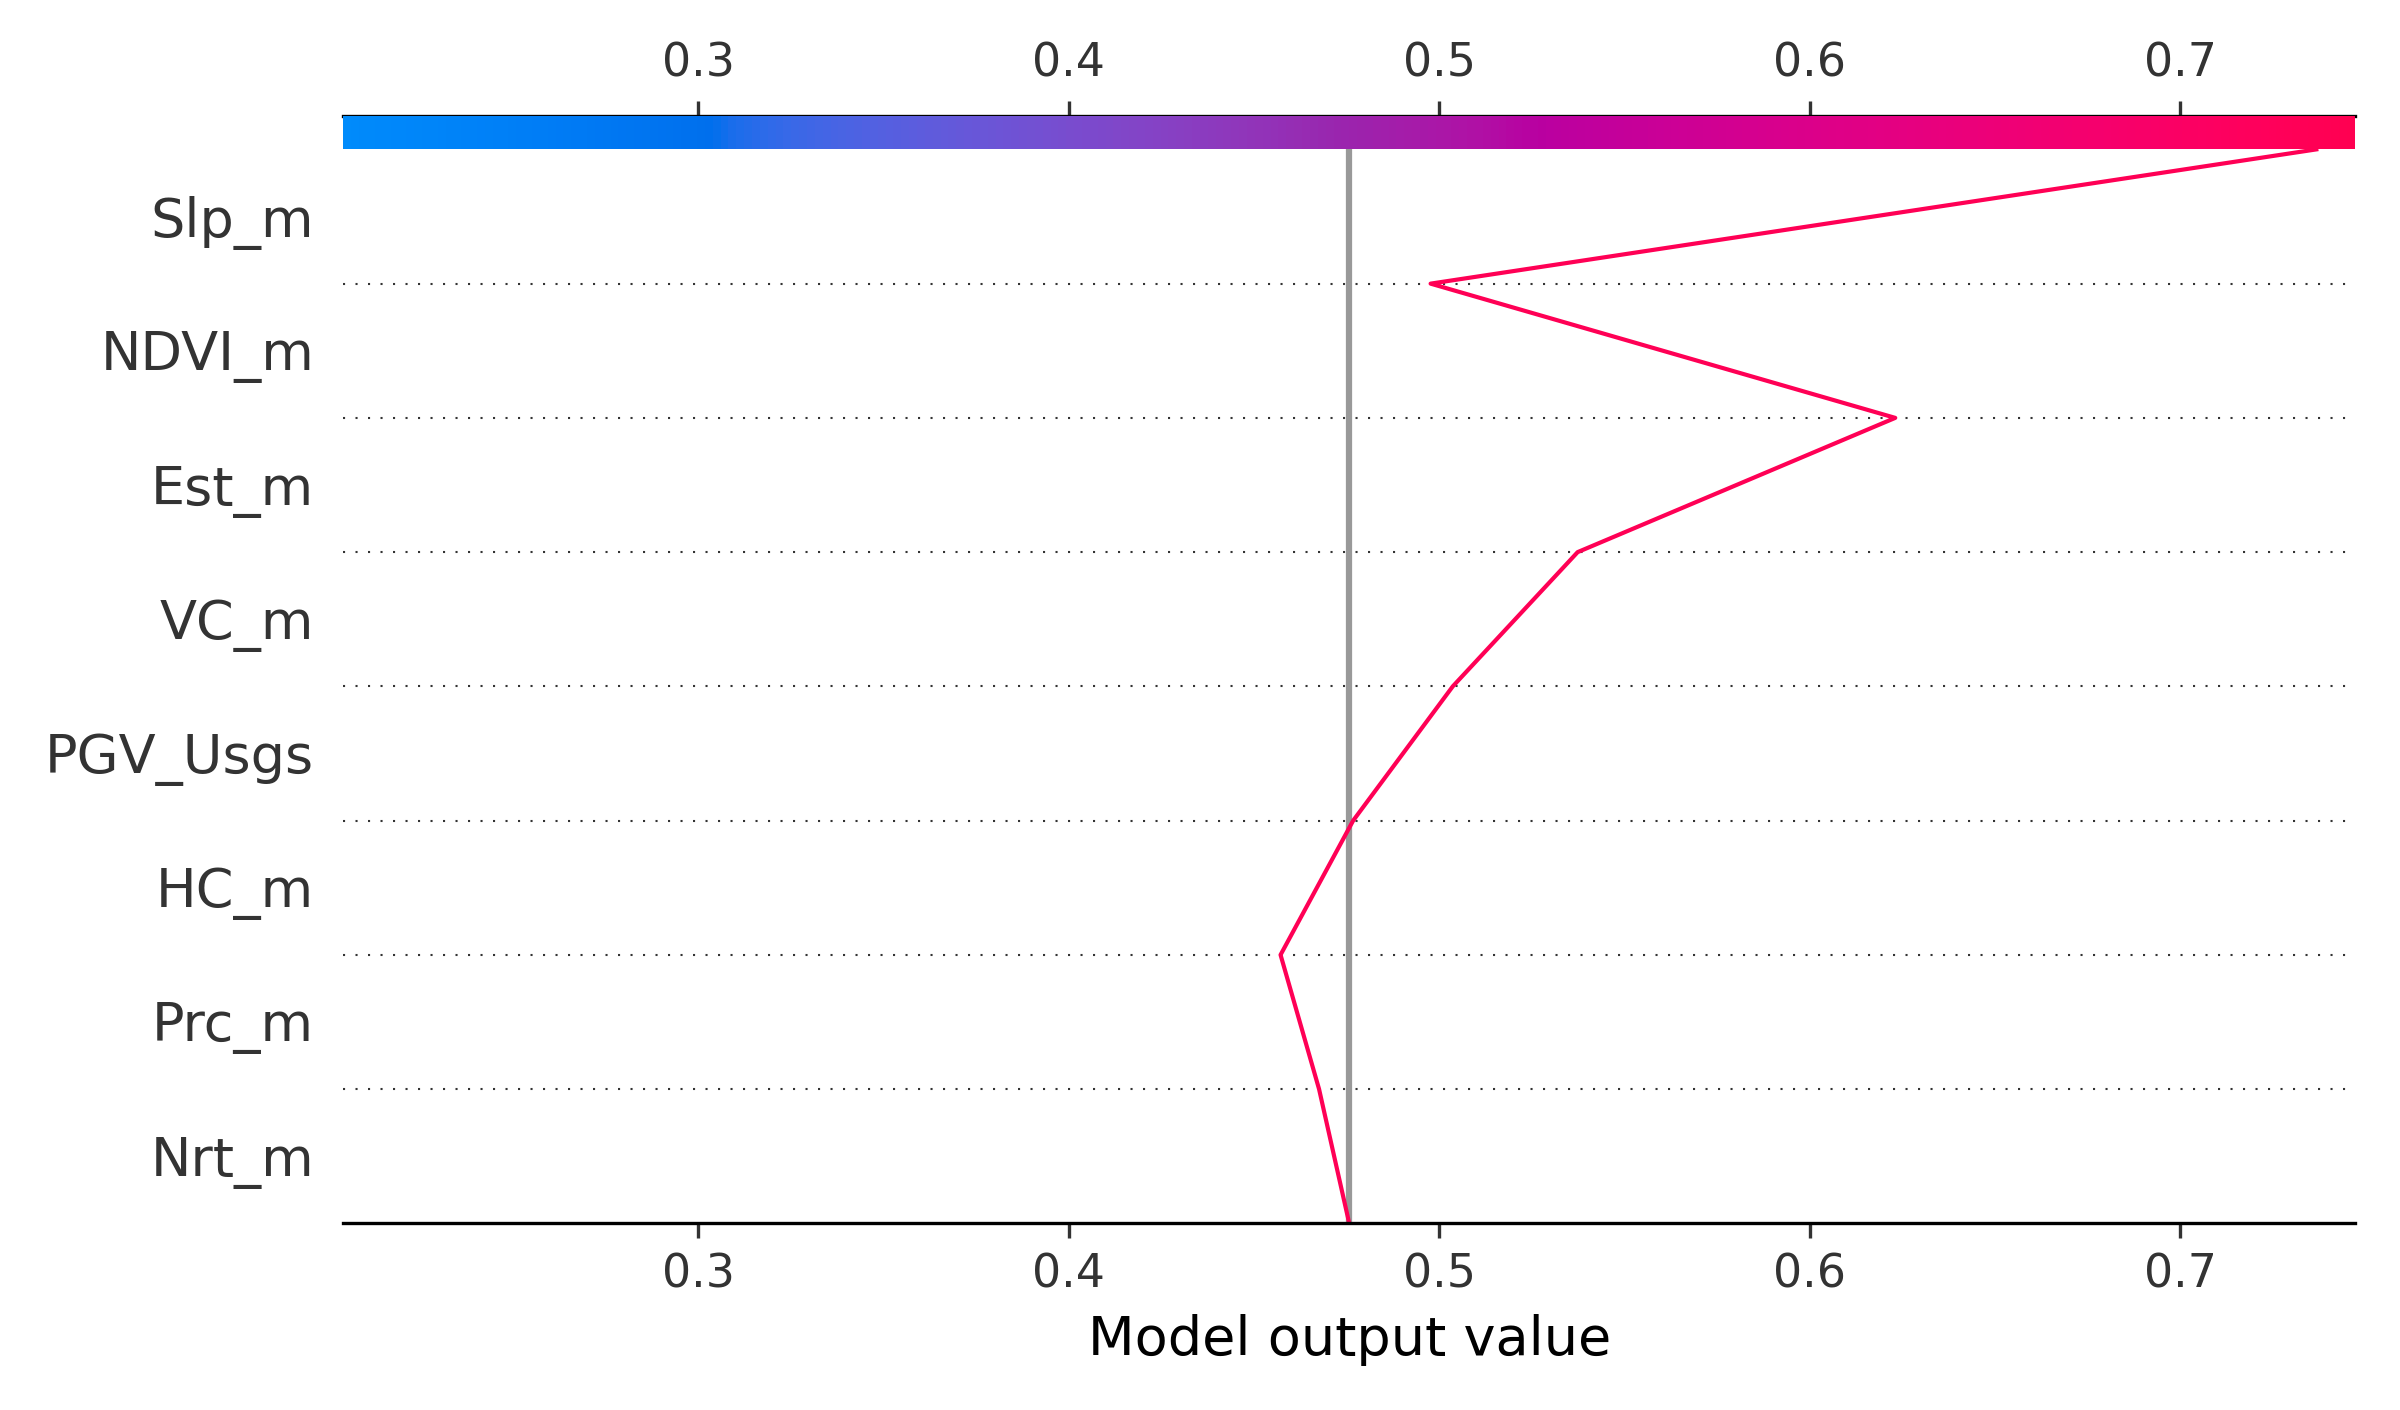 0.3 0.4 0.5 0.6 0.7
Slp_m
NDVI_m
Est_m
VC_m
PGV_Usgs
HC_m
Prc_m
Nrt_m
0.3 0.4 0.5 0.6 0.7
Model output value